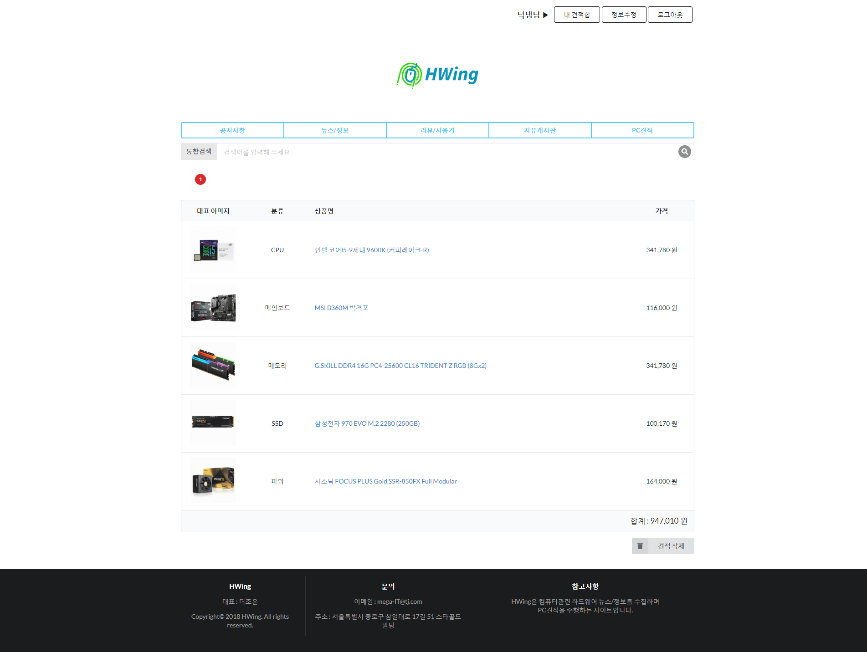 닉넴님 ▶ 내 견적함 정보수정 로그아웃
HWing
공지사항 뉴스/정보 리뷰/사용기 자유게시판 PC견적
통합검색 검색어를 입력해 주세요
1
대표 이미지 분류 상품명 가격
CPU 인텔 코어i5-9세대 9600K (커피레이크-R) 341,780 원
메인보드 MSI B360M 박격포 116,000 원
메모리 G.SKILL DDR4 16G PC4-25600 CL16 TRIDENT Z RGB (8Gx2) 341,780 원
SSD 삼성전자 970 EVO M.2 2280 (250GB) 100,170 원
파워 시소닉 FOCUS PLUS Gold SSR-850FX Full Modular 164,000 원
합계 : 947,010 원
견적 삭제
HWing 문의 참고사항
대표 : 더조은 이메일 : mega-IT@tj.com HWing은 컴퓨터관련 하드웨어 뉴스/정보를 수집하며
Copyright© 2018 HWing. All rights 주소 : 서울특별시 종로구 삼일대로 17길 51 스타골드 PC견적을 수행하는 사이트입니다.
reserved. 빌딩